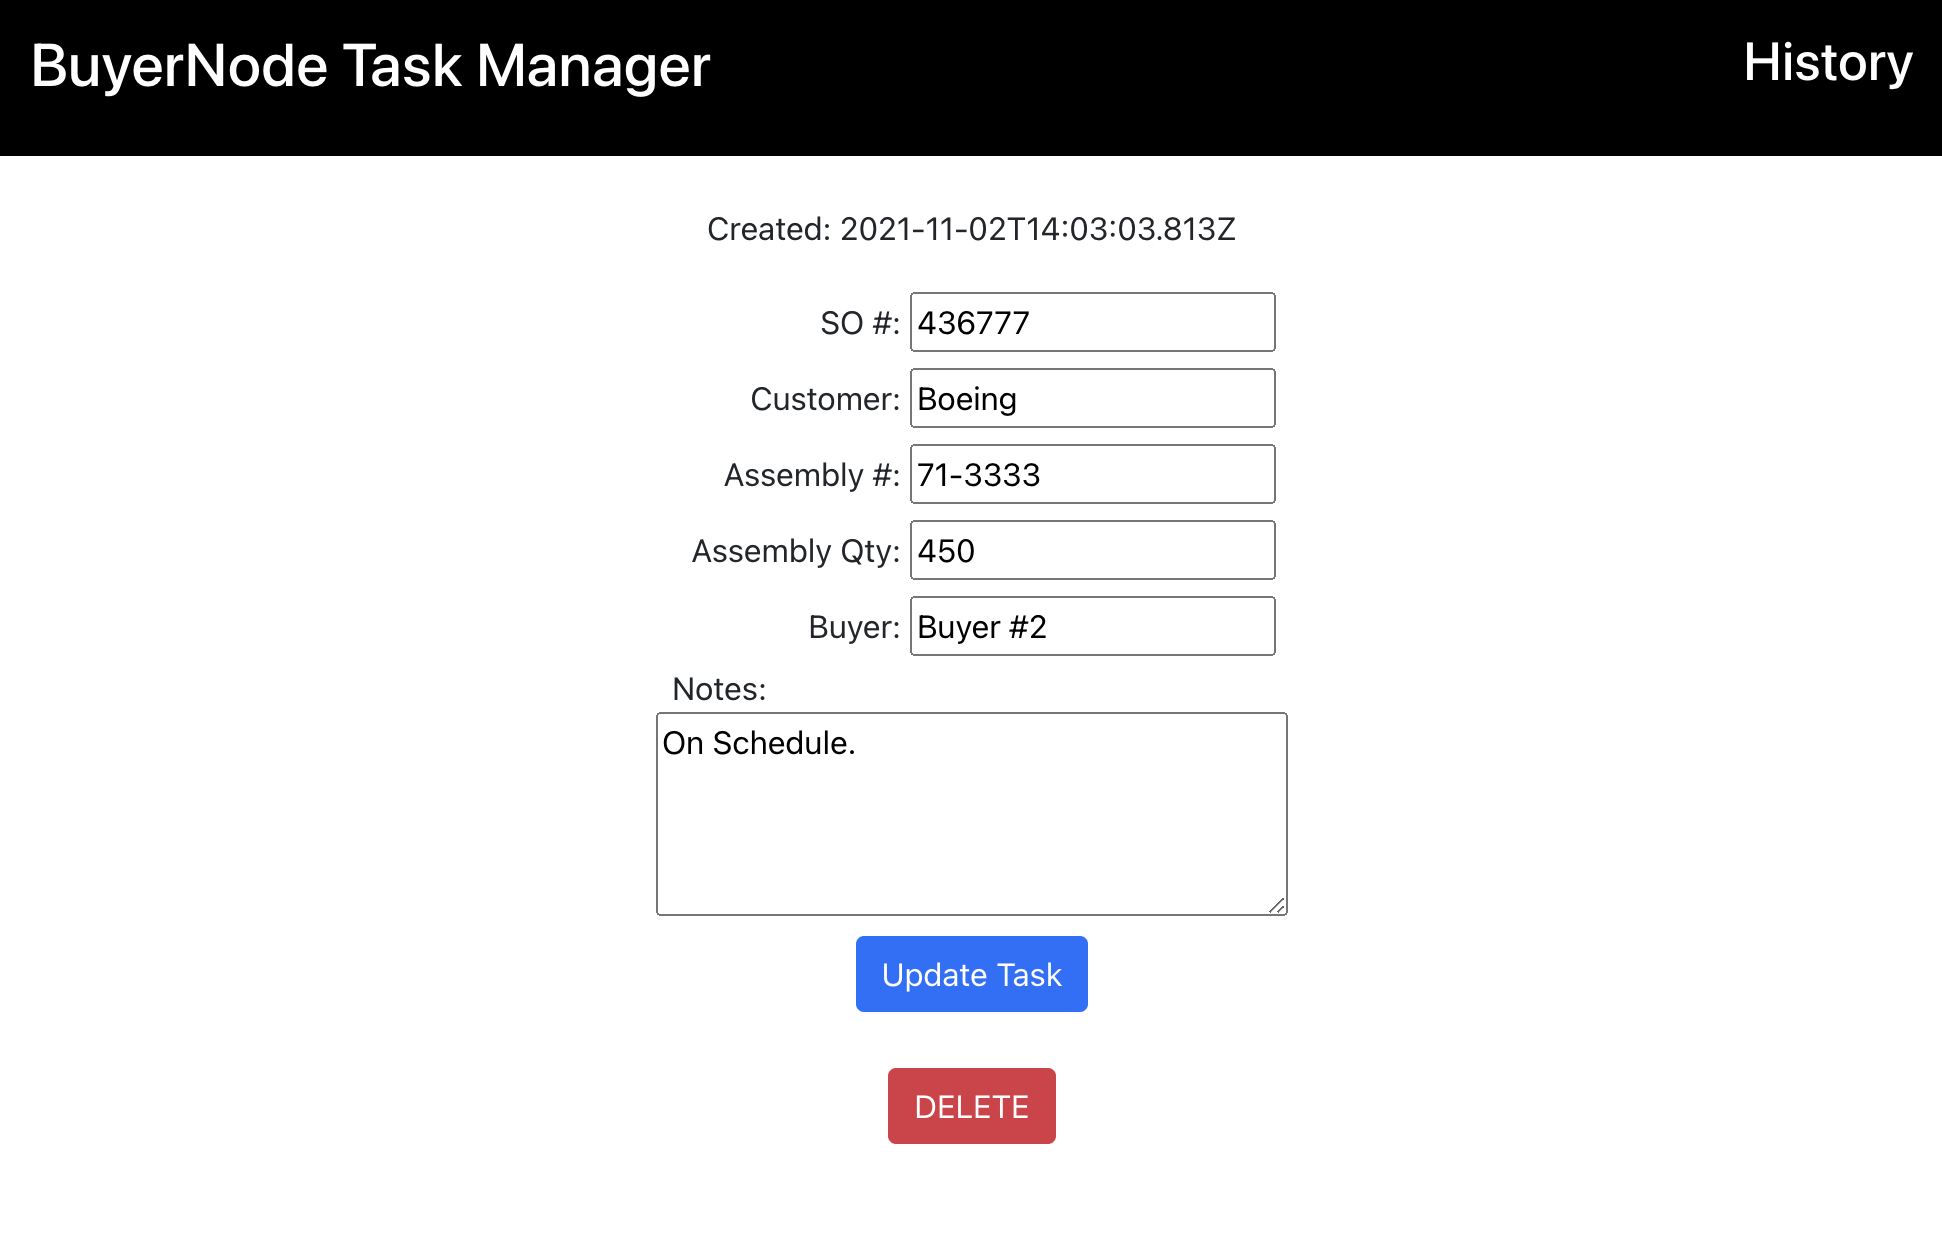 BuyerNode Task Manager
History
Created: 2021-11-02T14:03:03.813Z
SO #: 436777
Customer: Boeing
Assembly #: 71-3333
Assembly Qty: 450
Buyer: Buyer #2
Notes:
On Schedule.
Update Task
DELETE